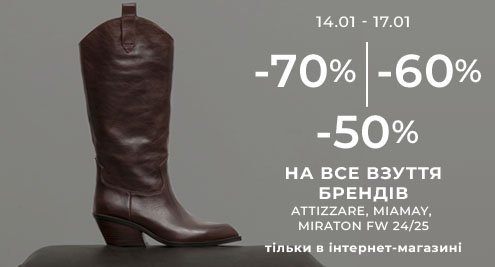 14.01 - 17.01
-70% -60%
-50%
НА ВСЕ ВЗУТТЯ
БРЕНДІВ
ATTIZZARE, MIAMAY,
MIRATON FW 24/25
тільки в інтернет-магазині